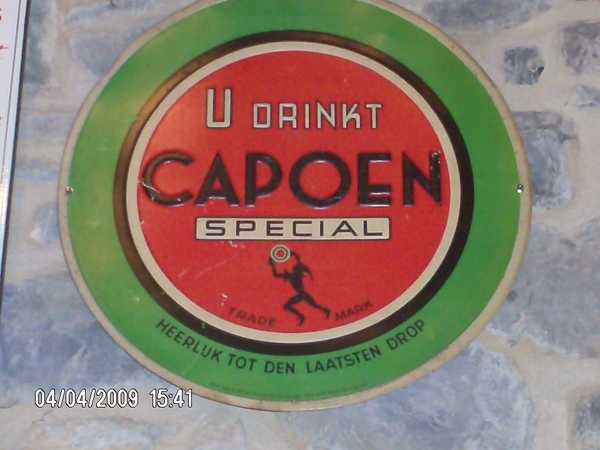 U DRINKT
CAPOEN
SPECIAL
TRADE MARK
HEERLIJK TOT DEN LAATSTEN DROP
04/04/2009 15:41